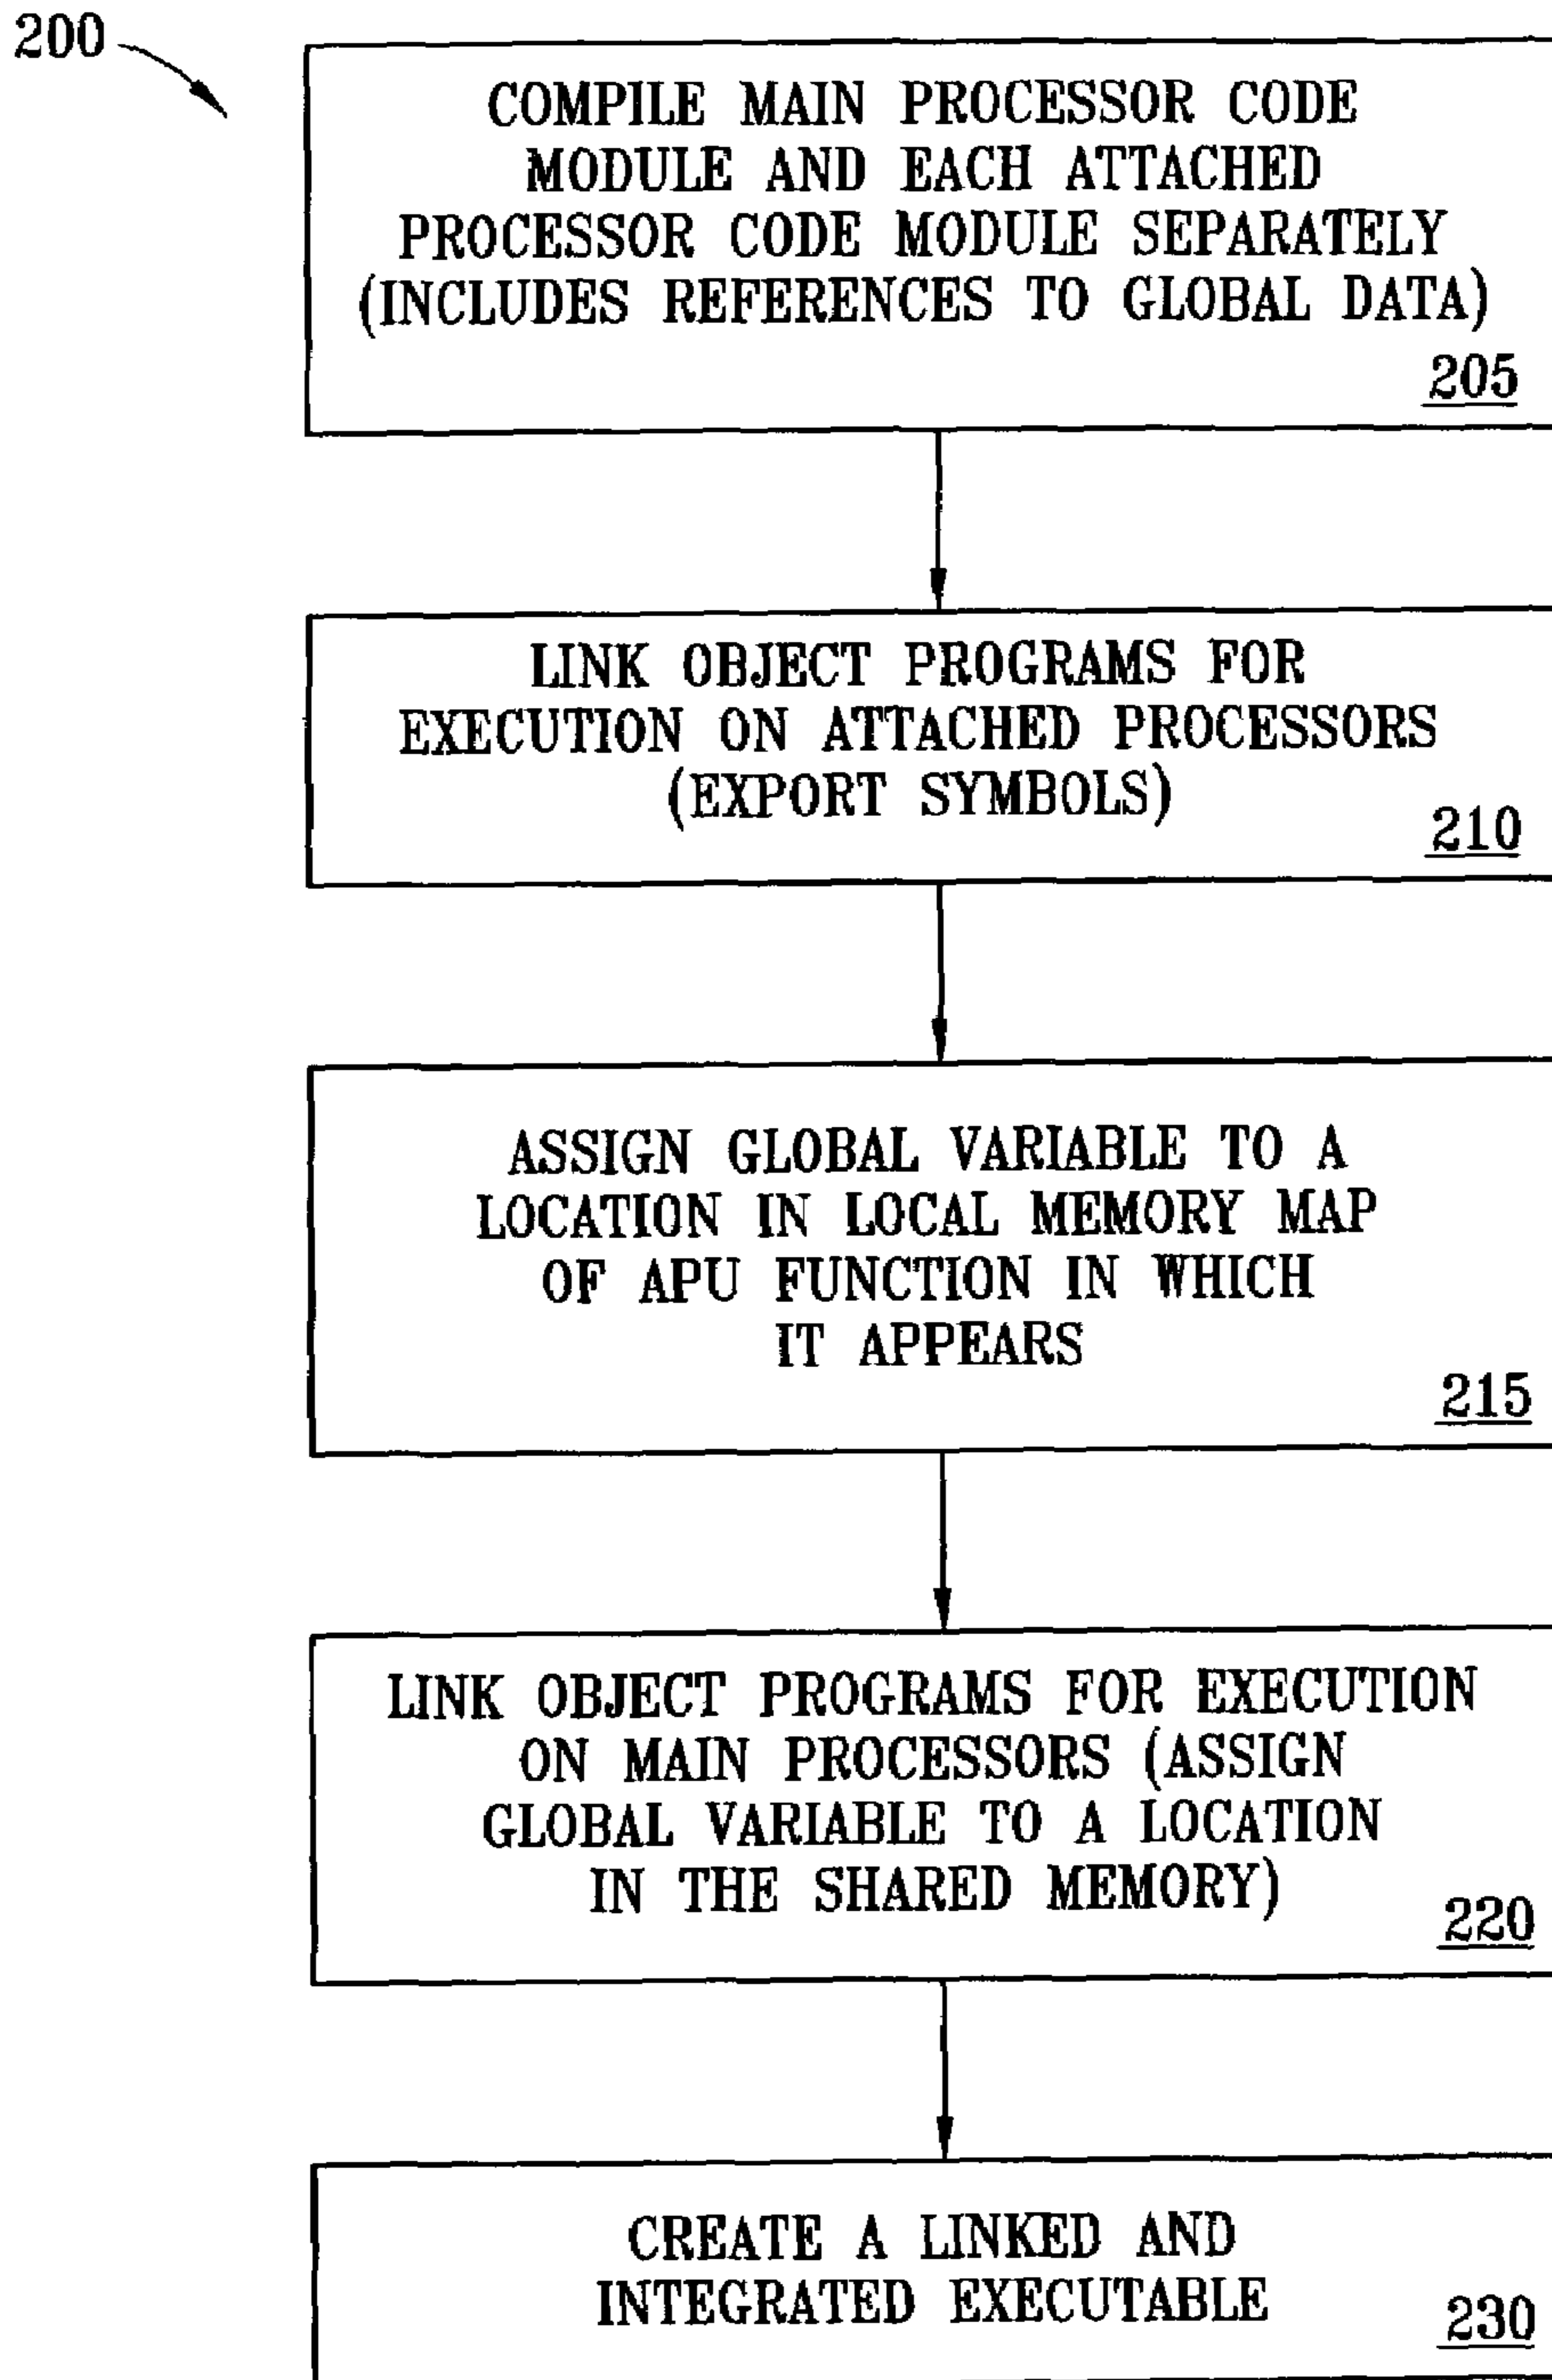 200
COMPILE MAIN PROCESSOR CODE
MODULE AND EACH ATTACHED
PROCESSOR CODE MODULE SEPARATELY
(INCLUDES REFERENCES TO GLOBAL DATA)
205
LINK OBJECT PROGRAMS FOR
EXECUTION ON ATTACHED PROCESSORS
(EXPORT SYMBOLS)
210
ASSIGN GLOBAL VARIABLE TO A
LOCATION IN LOCAL MEMORY MAP
OF APU FUNCTION IN WHICH
IT APPEARS
215
LINK OBJECT PROGRAMS FOR EXECUTION
ON MAIN PROCESSORS (ASSIGN
GLOBAL VARIABLE TO A LOCATION
IN THE SHARED MEMORY)
220
CREATE A LINKED AND
INTEGRATED EXECUTABLE
230